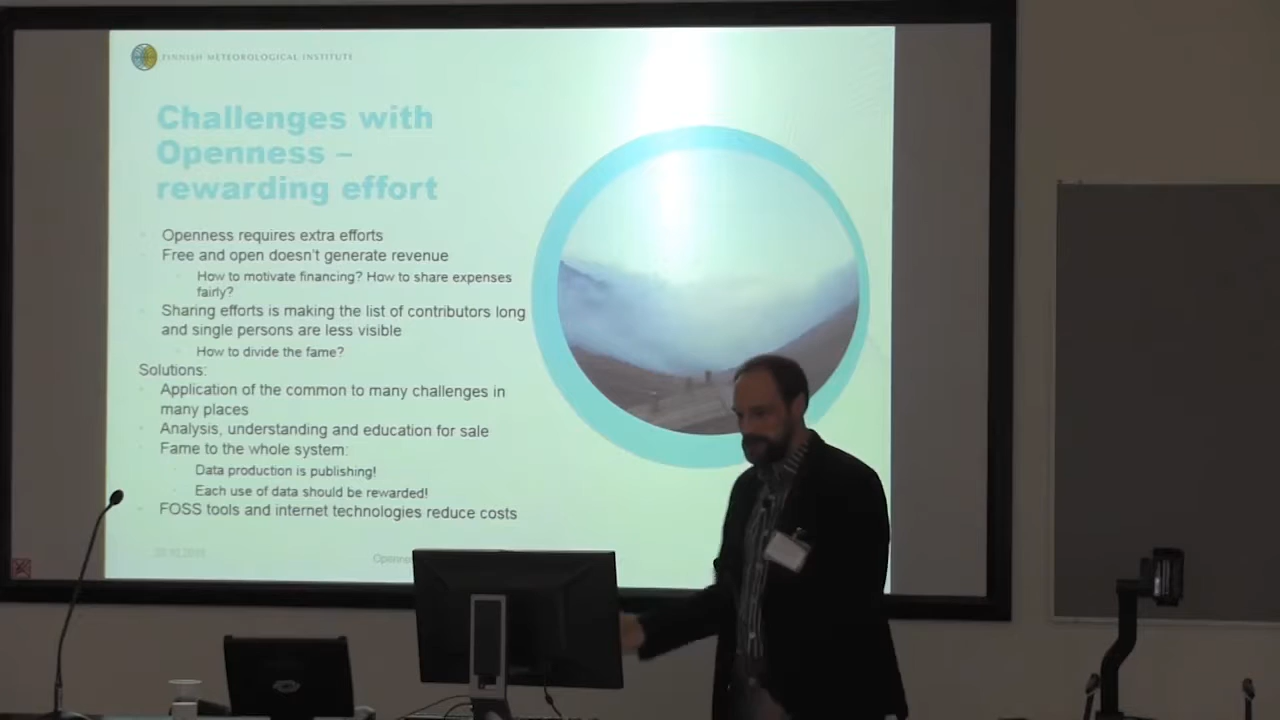 FINNISH METEOROLOGICAL INSTITUTE
Challenges with
Openness –
rewarding effort
Openness requires extra efforts
Free and open doesn't generate revenue
How to motivate financing? How to share expenses
fairly?
Sharing efforts is making the list of contributors long
and single persons are less visible
How to divide the fame?
Solutions:
Application of the common to many challenges in
many places
Analysis, understanding and education for sale
Fame to the whole system:
Data production is publishing!
Each use of data should be rewarded!
FOSS tools and internet technologies reduce costs